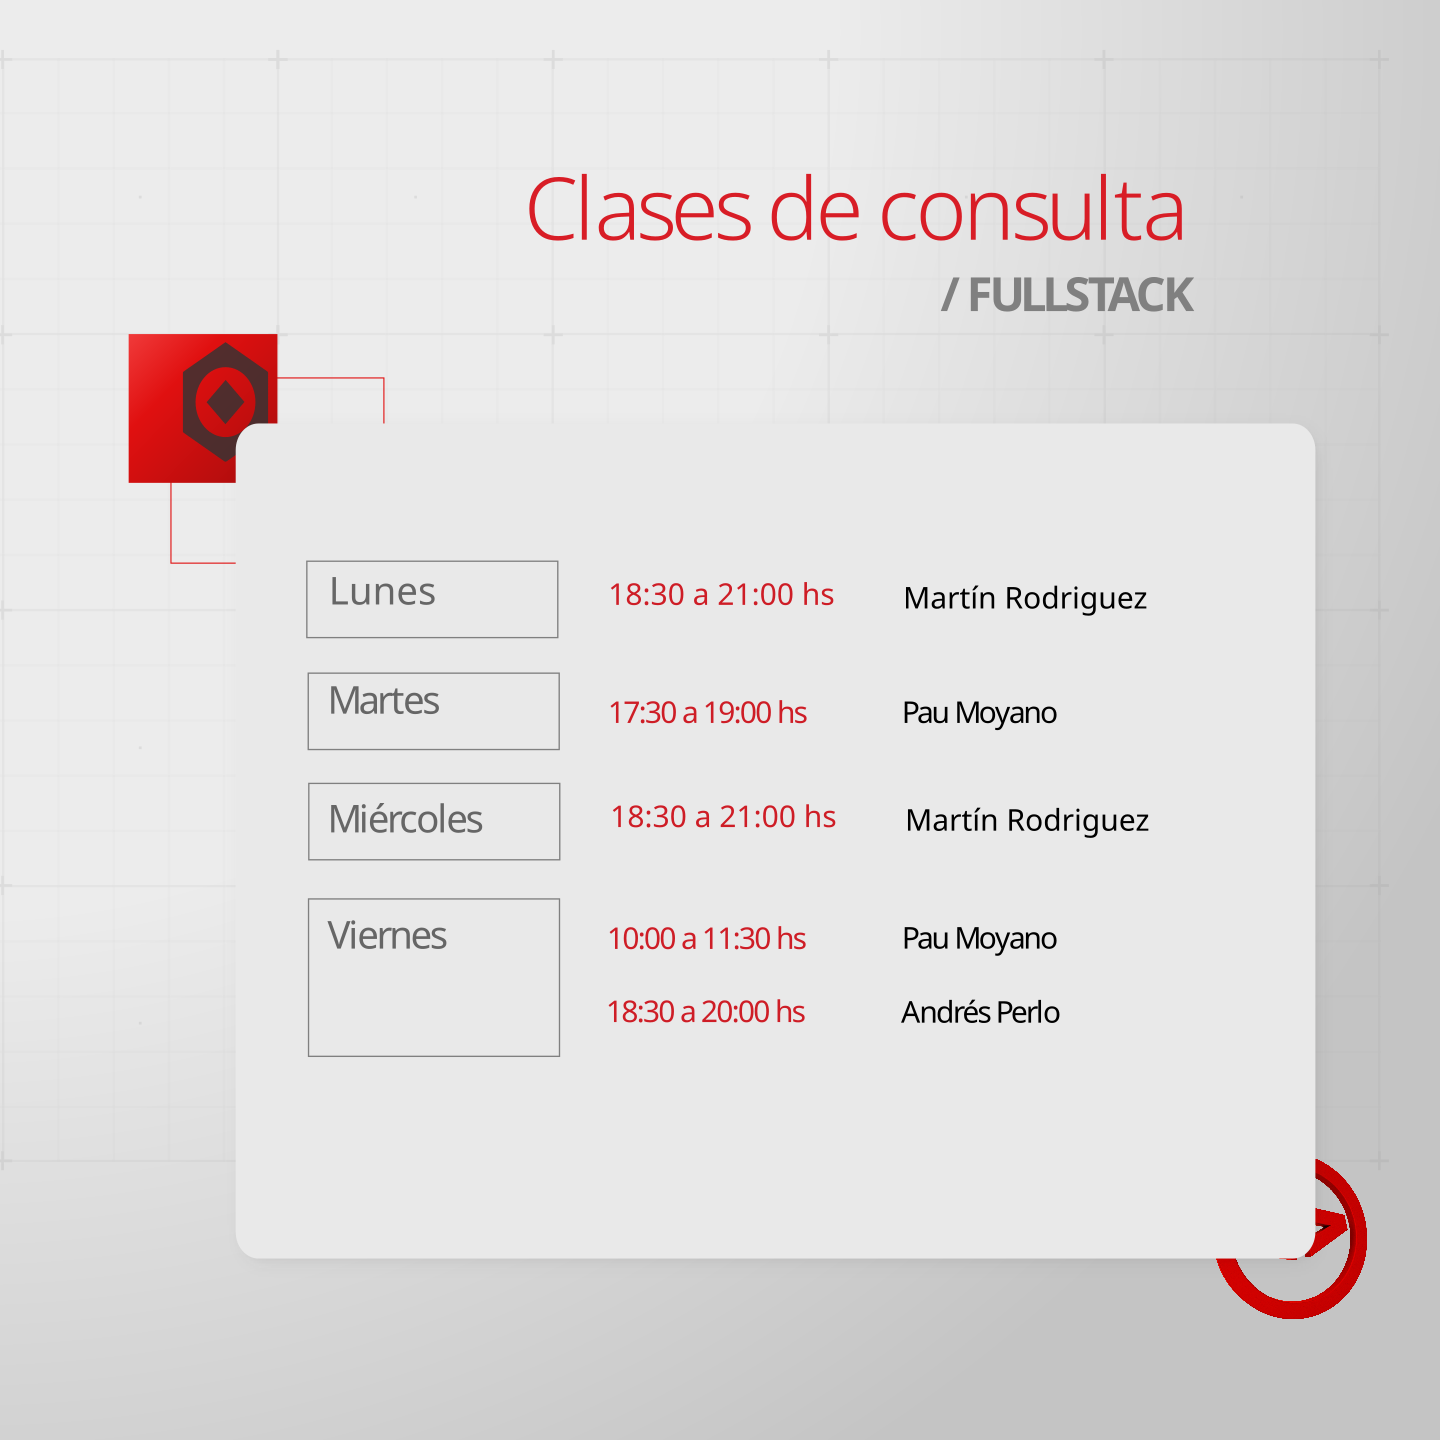 Clases de consulta
/ FULLSTACK
Lunes 18:30 a 21:00 hs Martín Rodriguez
Martes 17:30 a 19:00 hs Pau Moyano
Miércoles 18:30 a 21:00 hs Martín Rodriguez
Viernes 10:00 a 11:30 hs Pau Moyano
18:30 a 20:00 hs Andrés Perlo